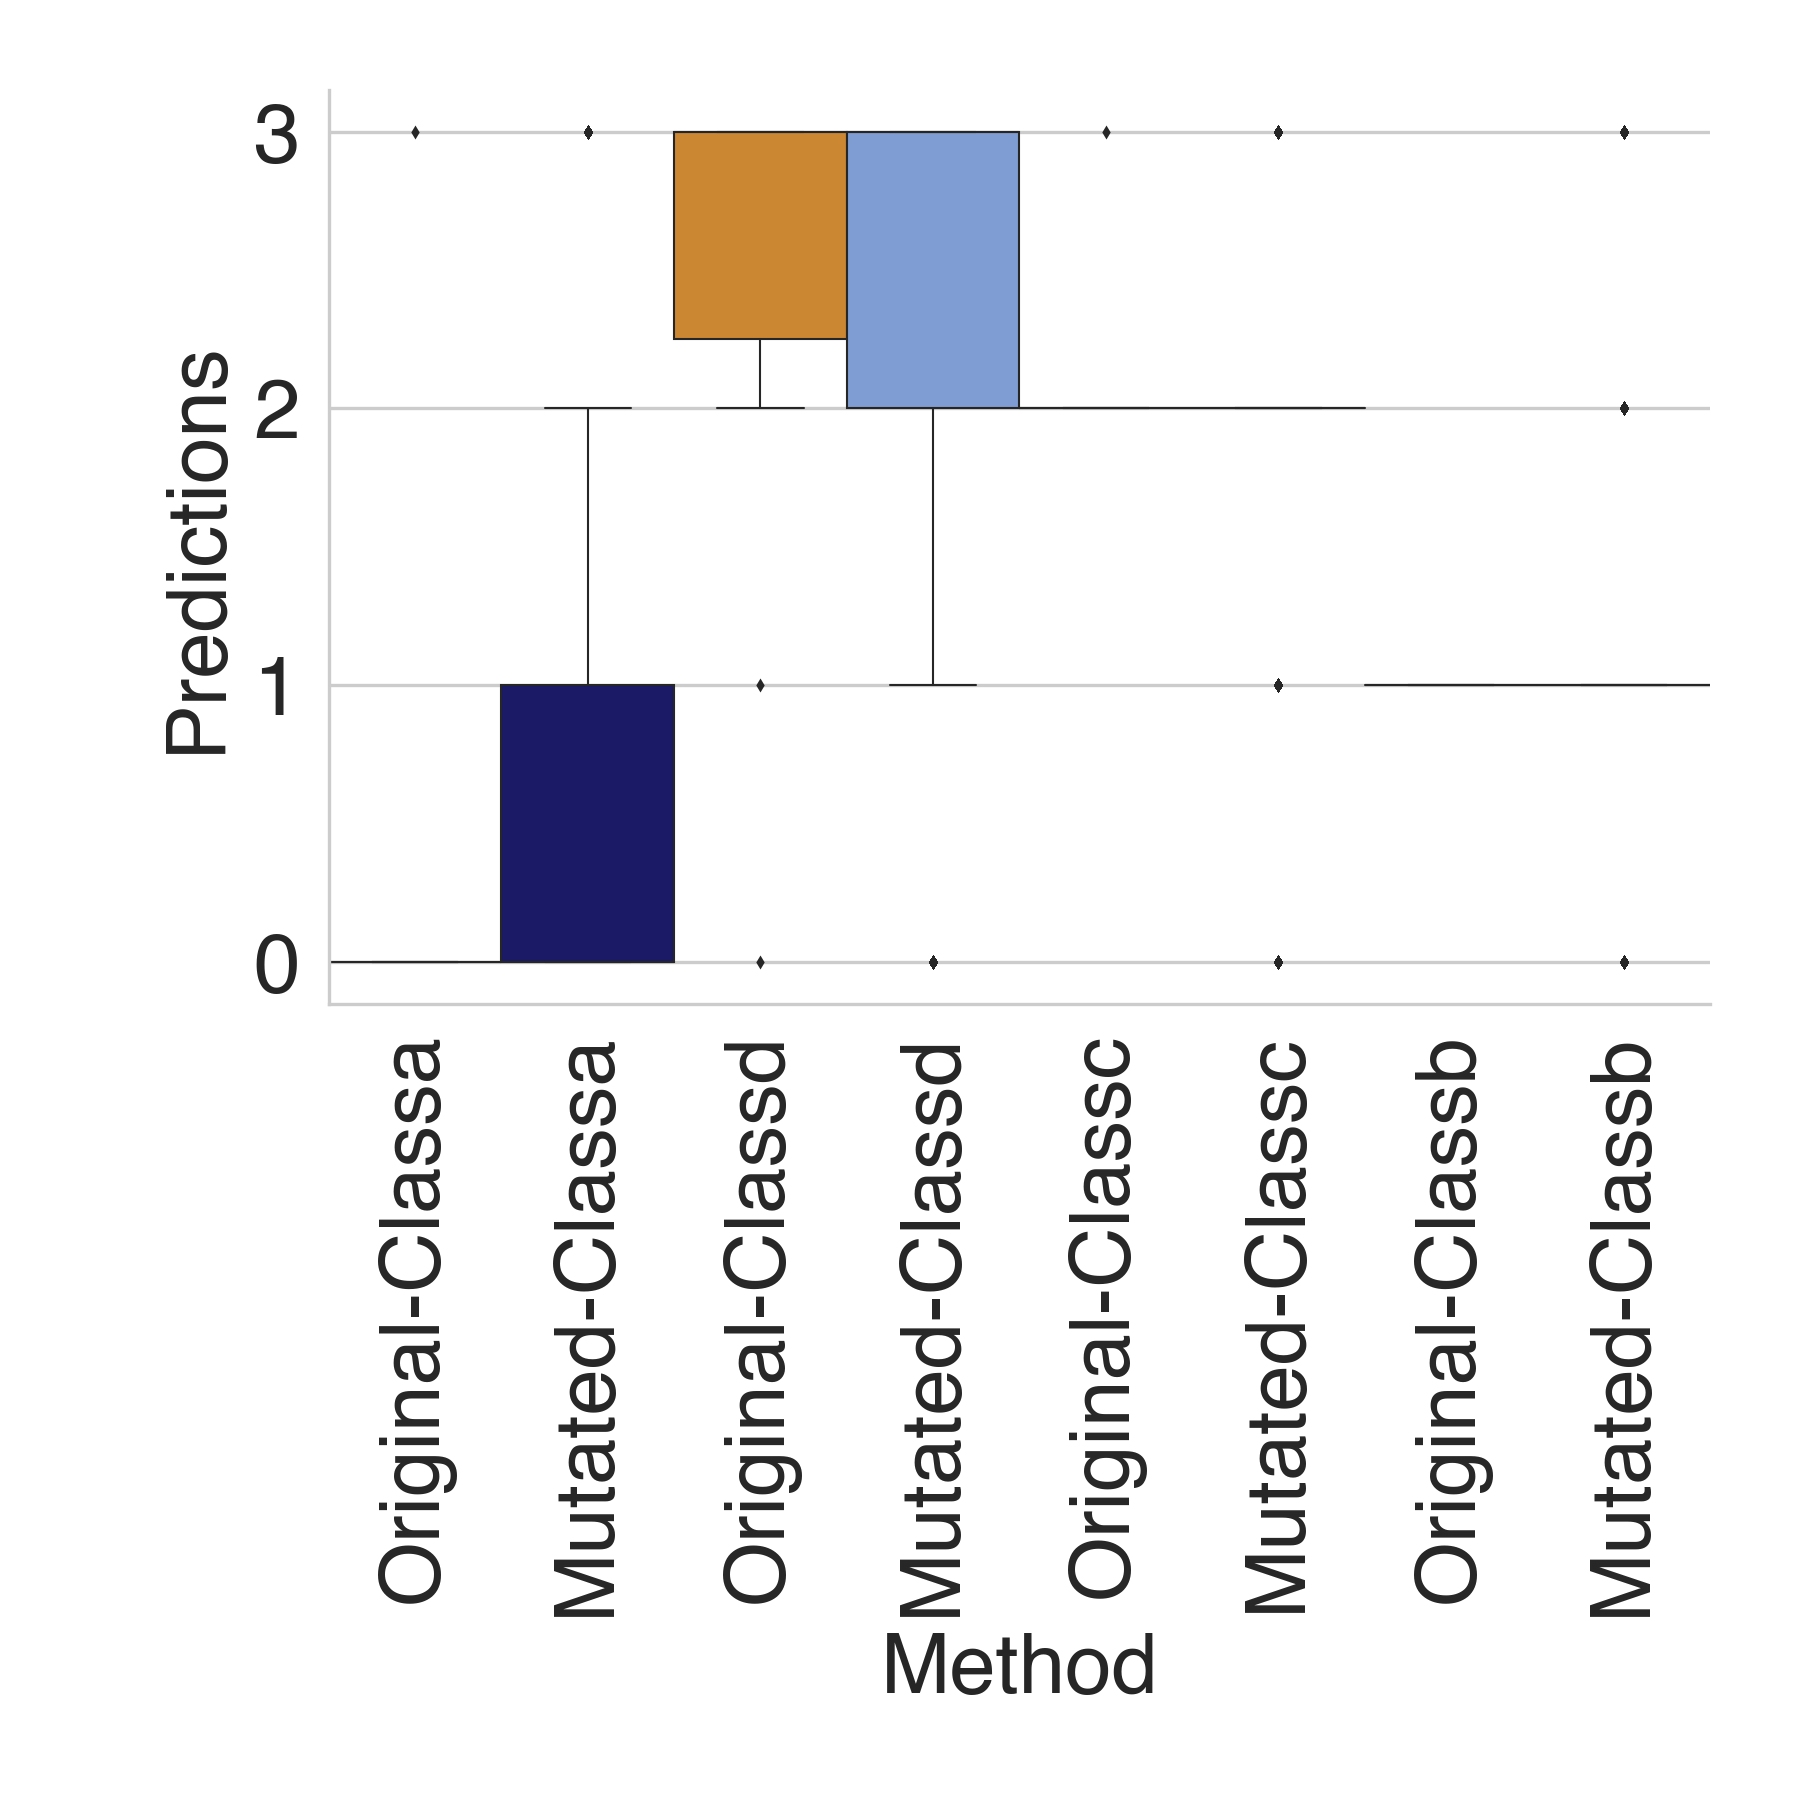 3
2
1
0
Predictions
Original-Classa
Mutated-Classa
Original-Classd
Mutated-Classd
Original-Classc
Mutated-Classc
Original-Classb
Mutated-Classb
Method